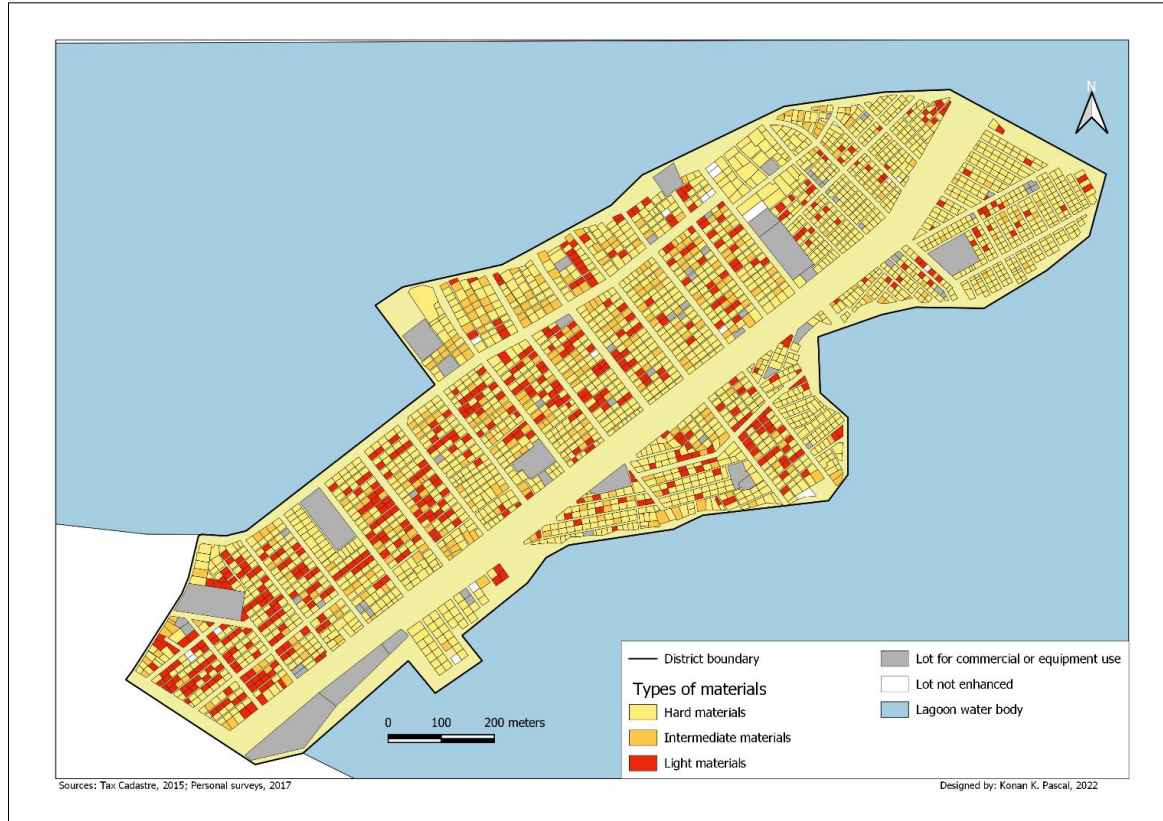 N
District boundary
Types of materials
Hard materials
Intermediate materials
Light materials
Lot for commercial or equipment use
Lot not enhanced
Lagoon water body
0 100 200 meters
Sources: Tax Cadastre, 2015; Personal surveys, 2017
Designed by: Konan K. Pascal, 2022